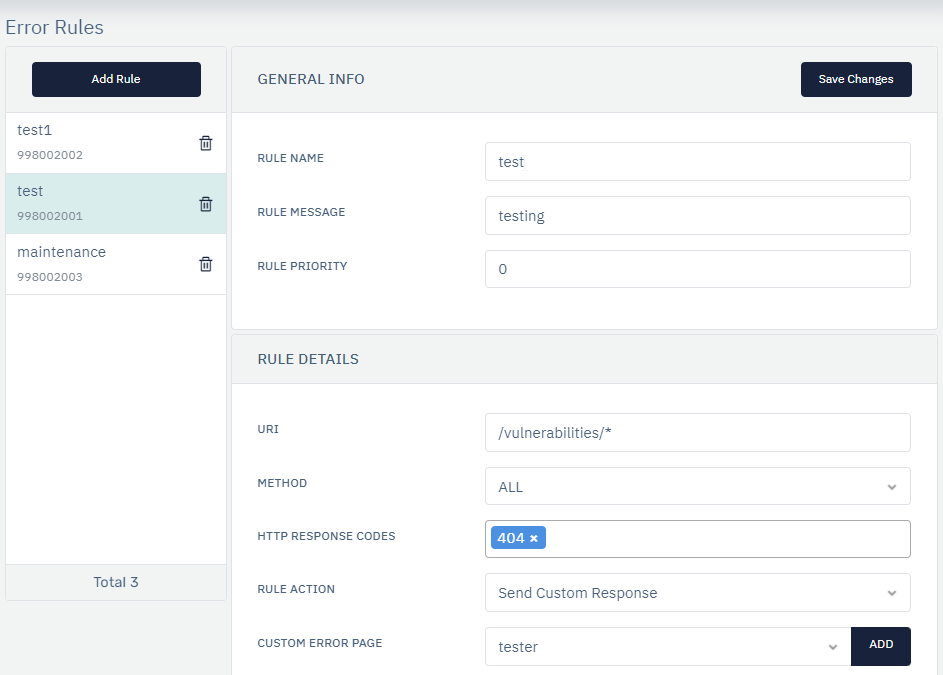 Error Rules
Add Rule
test1
998002002
test
998002001
maintenance
998002003
Total 3
GENERAL INFO
Save Changes
RULE NAME
test
RULE MESSAGE
testing
RULE PRIORITY
0
RULE DETAILS
URI
/vulnerabilities/*
METHOD
ALL
HTTP RESPONSE CODES
404 ×
RULE ACTION
Send Custom Response
CUSTOM ERROR PAGE
tester
ADD